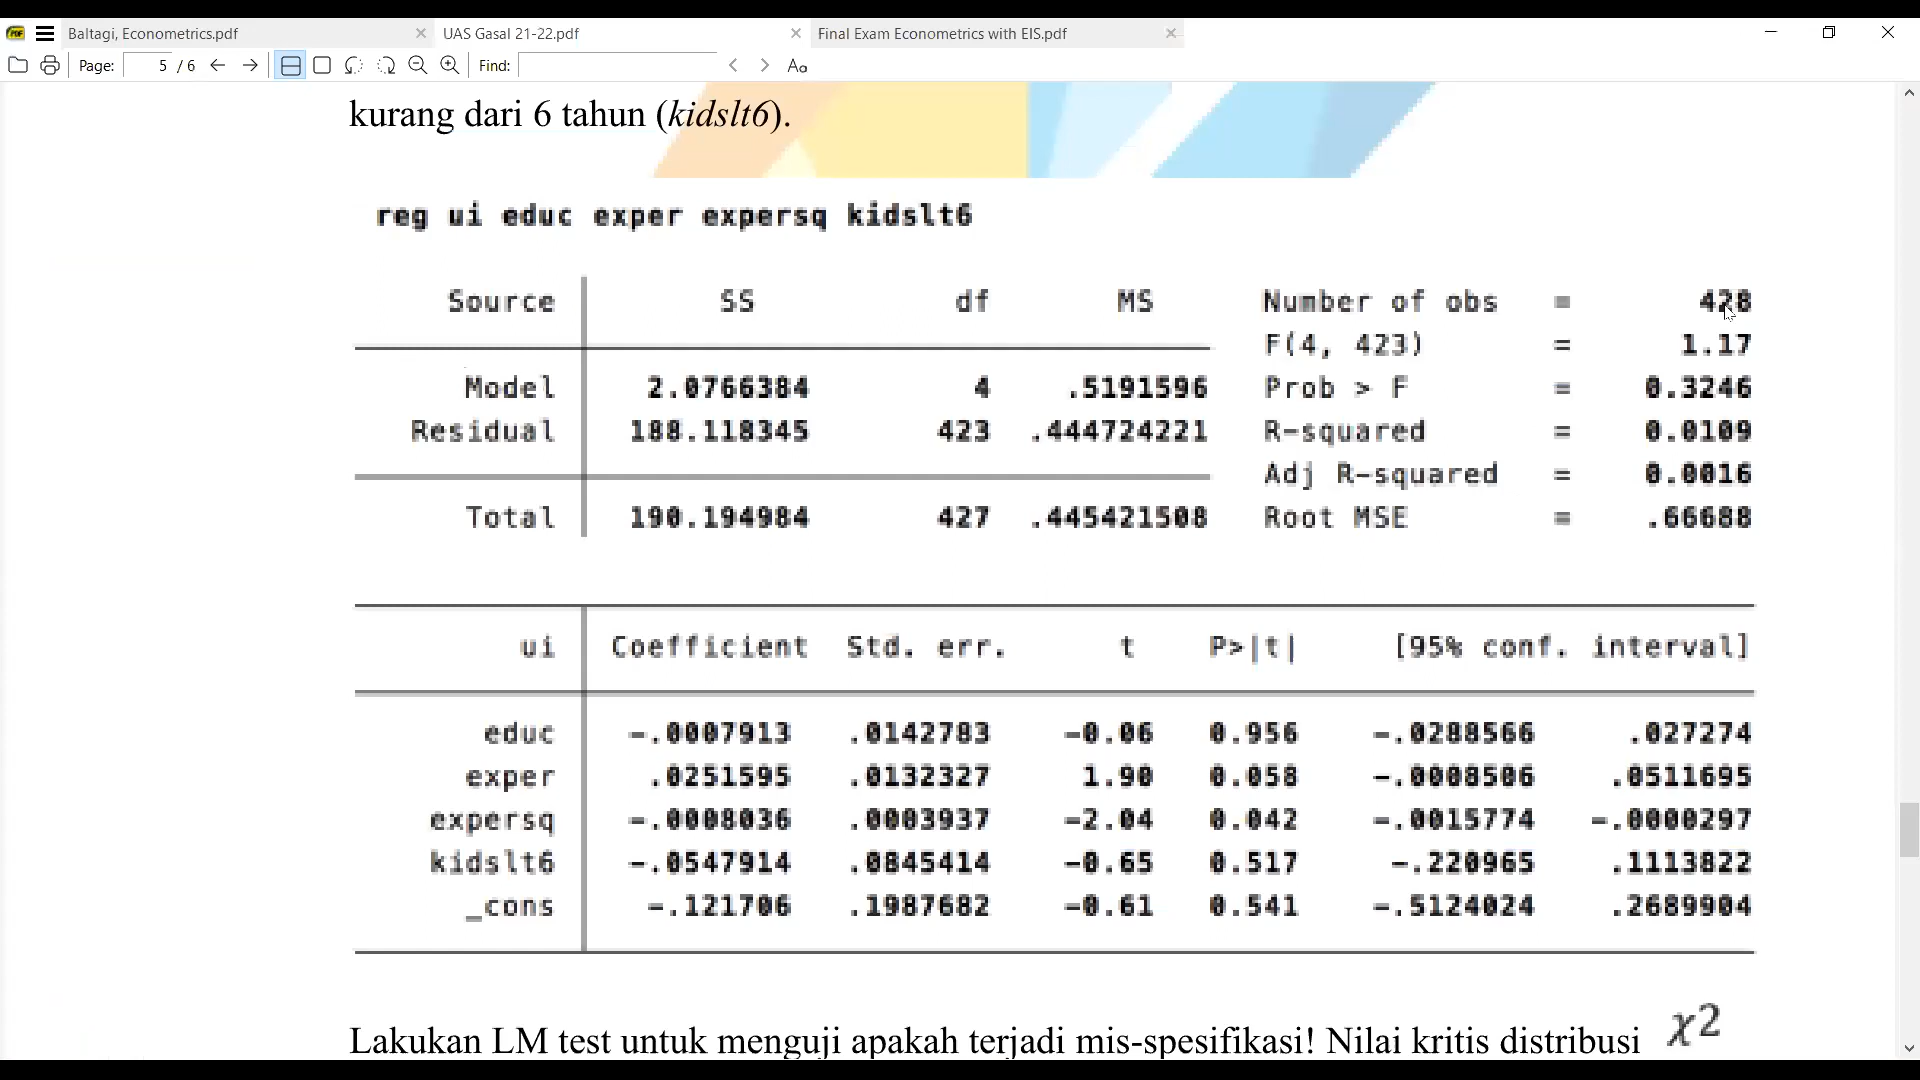 Baltagi, Econometrics.pdf × UAS Gasal 21-22.pdf × Final Exam Econometrics with EIS.pdf ×
Page: 5 / 6 Find: Aa
kurang dari 6 tahun (kidslt6).
reg ui educ exper expersq kidslt6
Source SS df MS Number of obs = 428
F(4, 423) = 1.17
Model 2.0766384 4 .5191596 Prob > F = 0.3246
Residual 188.118345 423 .444724221 R-squared = 0.0109
Adj R-squared = 0.0016
Total 190.194984 427 .445421508 Root MSE = .66688
ui Coefficient Std. err. t P>|t| [95% conf. interval]
educ -.0007913 .0142783 -0.06 0.956 -.0288566 .027274
exper .0251595 .0132327 1.90 0.058 -.0008506 .0511695
expersq -.0008036 .0003937 -2.04 0.042 -.0015774 -.0000297
kidslt6 -.0547914 .0845414 -0.65 0.517 -.220965 .1113822
_cons -.121706 .1987682 -0.61 0.541 -.5124024 .2689904
Lakukan LM test untuk menguji apakah terjadi mis-spesifikasi! Nilai kritis distribusi χ2